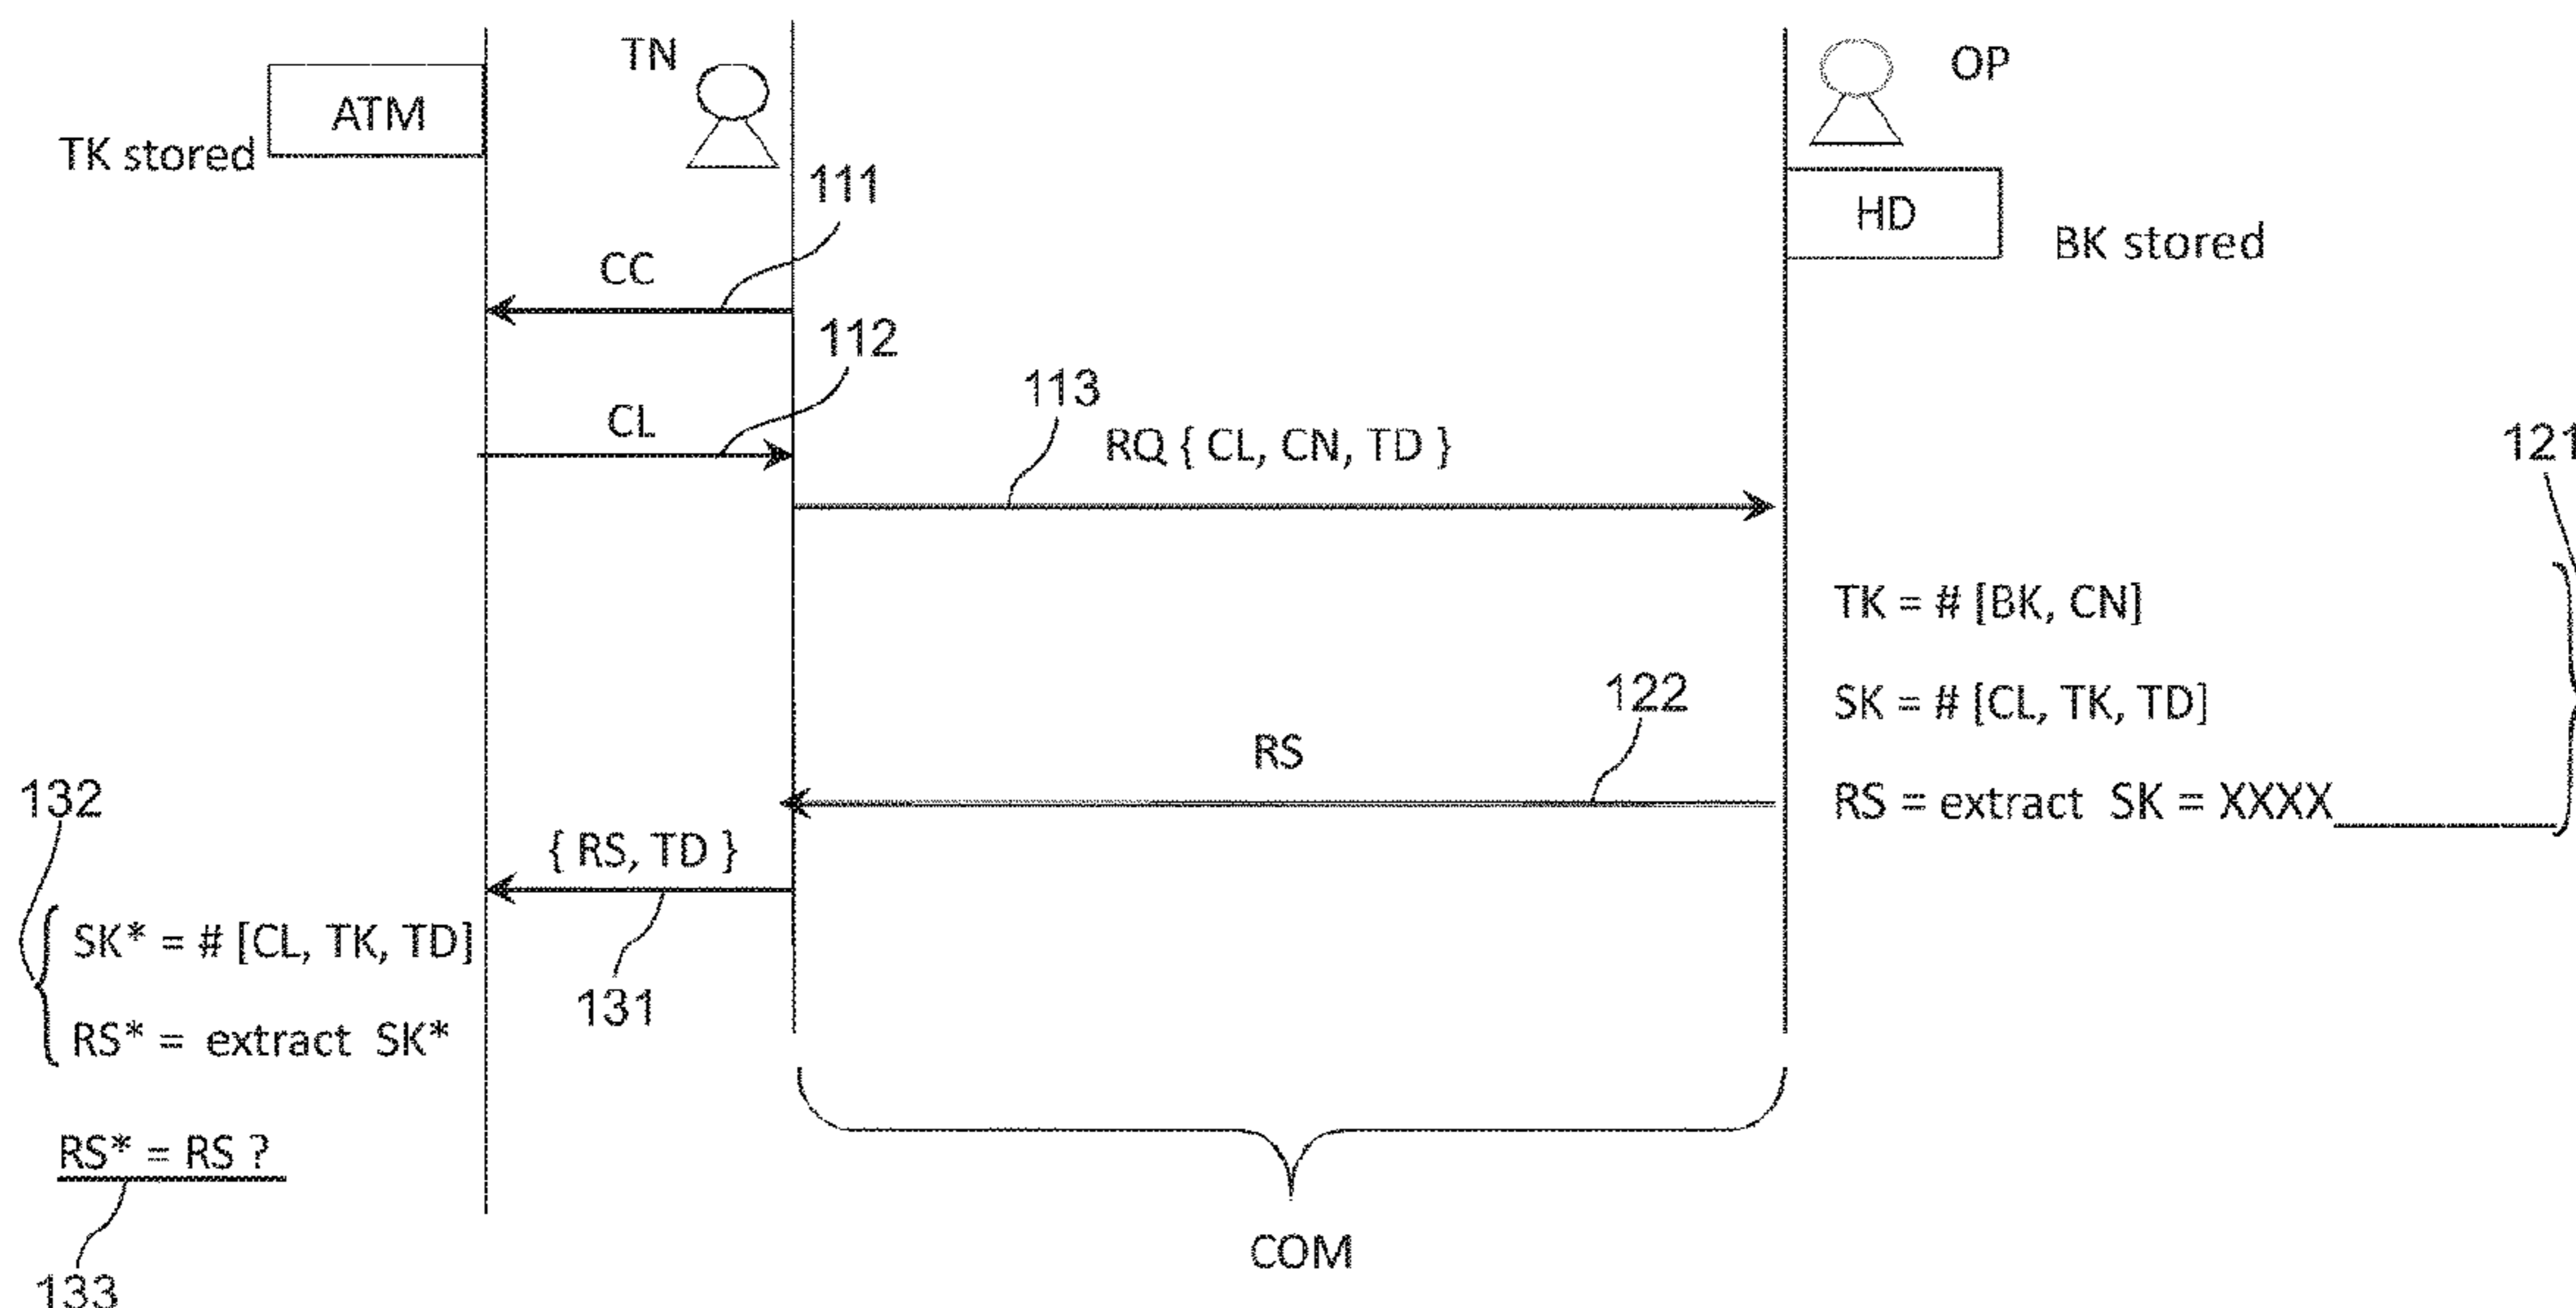 TN
OP
ATM
TK stored
111
HD
BK stored
CC
112
CL
113
RQ { CL, CN, TD }
121
TK = # [BK, CN]
SK = # [CL, TK, TD]
122
RS
RS = extract SK = XXXX
132
{ RS, TD }
SK* = # [CL, TK, TD]
131
RS* = extract SK*
RS* = RS ?
COM
133